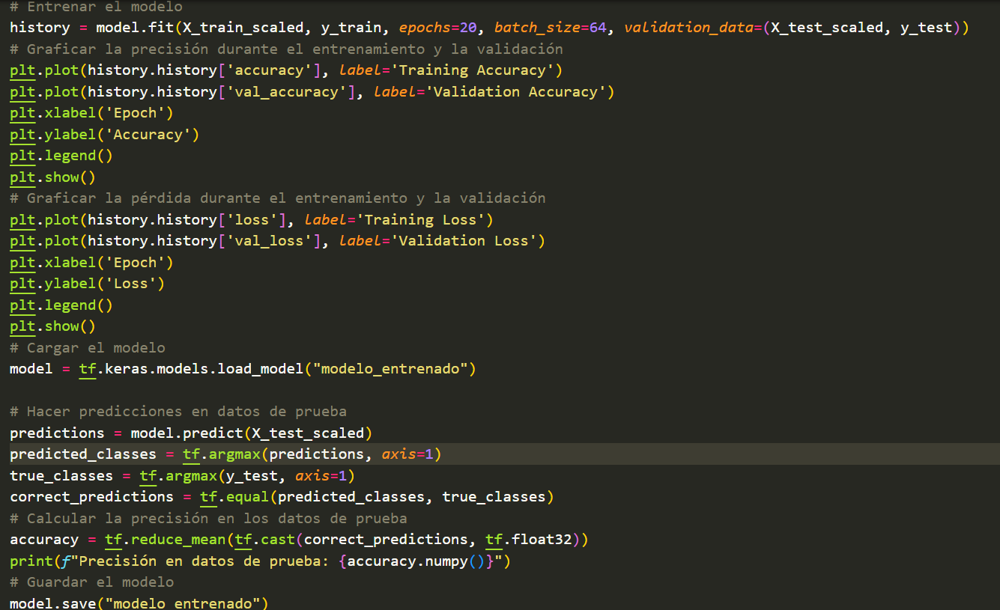 # Entrenar el modelo
history = model.fit(X_train_scaled, y_train, epochs=20, batch_size=64, validation_data=(X_test_scaled, y_test))
# Graficar la precisión durante el entrenamiento y la validación
plt.plot(history.history['accuracy'], label='Training Accuracy')
plt.plot(history.history['val_accuracy'], label='Validation Accuracy')
plt.xlabel('Epoch')
plt.ylabel('Accuracy')
plt.legend()
plt.show()
# Graficar la pérdida durante el entrenamiento y la validación
plt.plot(history.history['loss'], label='Training Loss')
plt.plot(history.history['val_loss'], label='Validation Loss')
plt.xlabel('Epoch')
plt.ylabel('Loss')
plt.legend()
plt.show()
# Cargar el modelo
model = tf.keras.models.load_model("modelo_entrenado")

# Hacer predicciones en datos de prueba
predictions = model.predict(X_test_scaled)
predicted_classes = tf.argmax(predictions, axis=1)
true_classes = tf.argmax(y_test, axis=1)
correct_predictions = tf.equal(predicted_classes, true_classes)
# Calcular la precisión en los datos de prueba
accuracy = tf.reduce_mean(tf.cast(correct_predictions, tf.float32))
print(f"Precisión en datos de prueba: {accuracy.numpy()}")
# Guardar el modelo
model.save("modelo entrenado")